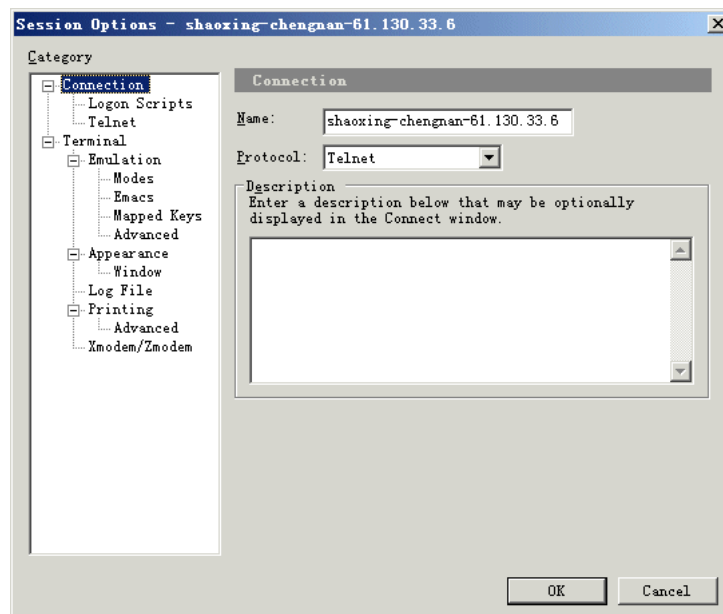 Session Options - shaoxing-chengnan-61.130.33.6
Category
Connection
Logon Scripts
Telnet
Terminal
Emulation
Modes
Emacs
Mapped Keys
Advanced
Appearance
Window
Log File
Printing
Advanced
Xmodem/Zmodem
Connection
Name: shaoxing-chengnan-61.130.33.6
Protocol: Telnet
Description
Enter a description below that may be optionally
displayed in the Connect window.
OK Cancel